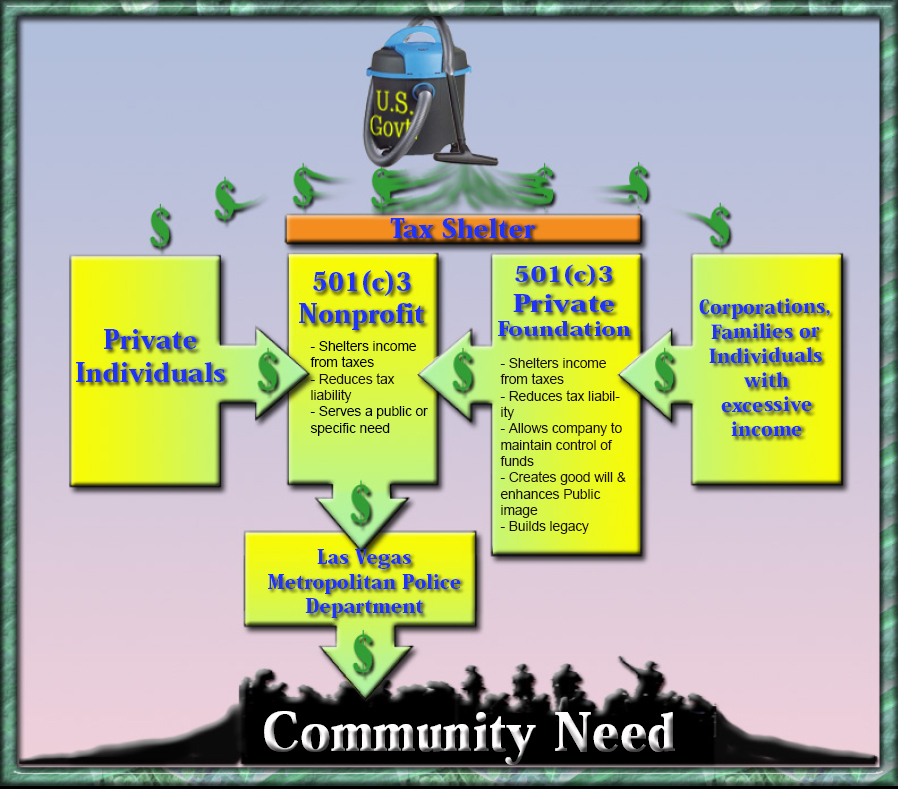 U.S.
Govt.
$ $ $ $ $ $ $
Tax Shelter
Private
Individuals
$
501(c)3
Nonprofit
- Shelters income
from taxes
- Reduces tax
liability
- Serves a public or
specific need
$
501(c)3
Private
Foundation
- Shelters income
from taxes
- Reduces tax liabil-
ity
- Allows company to
maintain control of
funds
- Creates good will &
enhances Public
image
- Builds legacy
$
Corporations,
Families or
Individuals
with
excessive
income
$
Las Vegas
Metropolitan Police
Department
$
Community Need